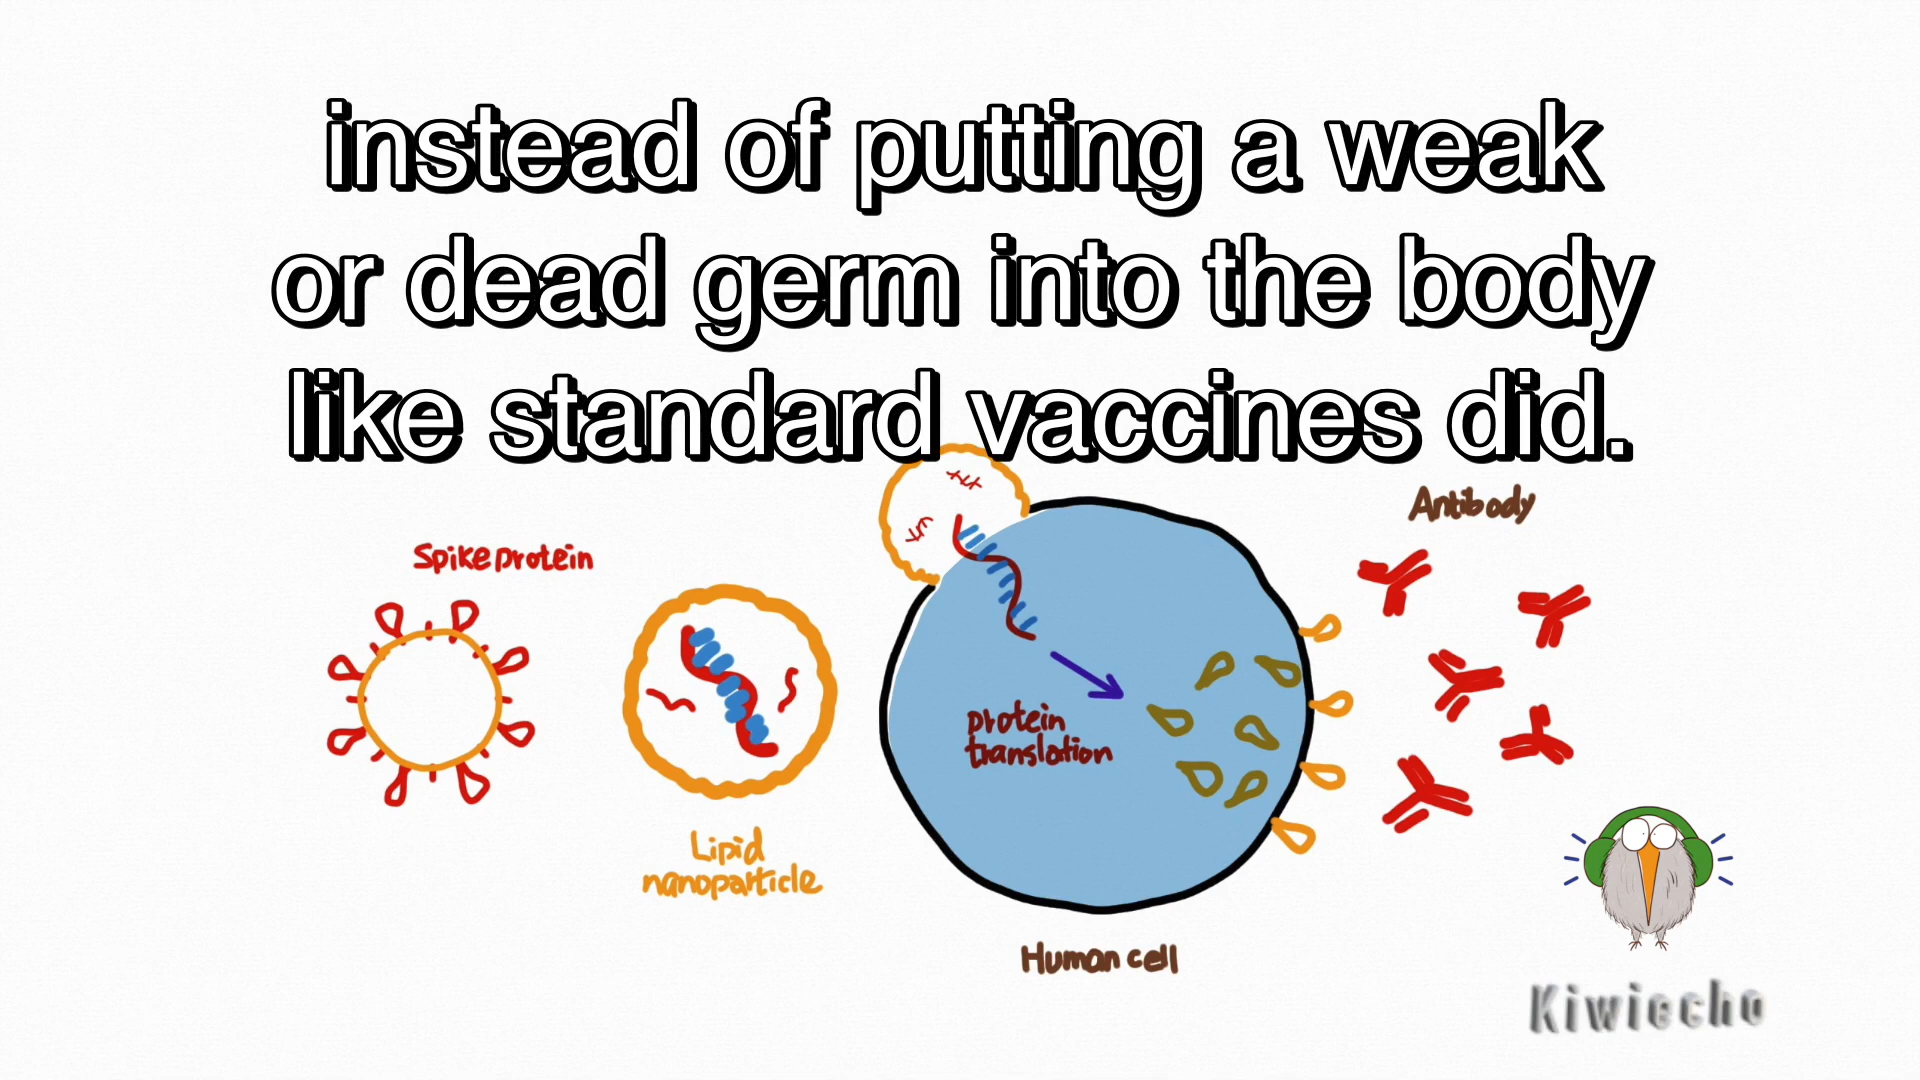 instead of putting a weak
or dead germ into the body
like standard vaccines did.
Antibody
Spike protein
protein
translation
Lipid
nanoparticle
Human cell
Kiwiecho